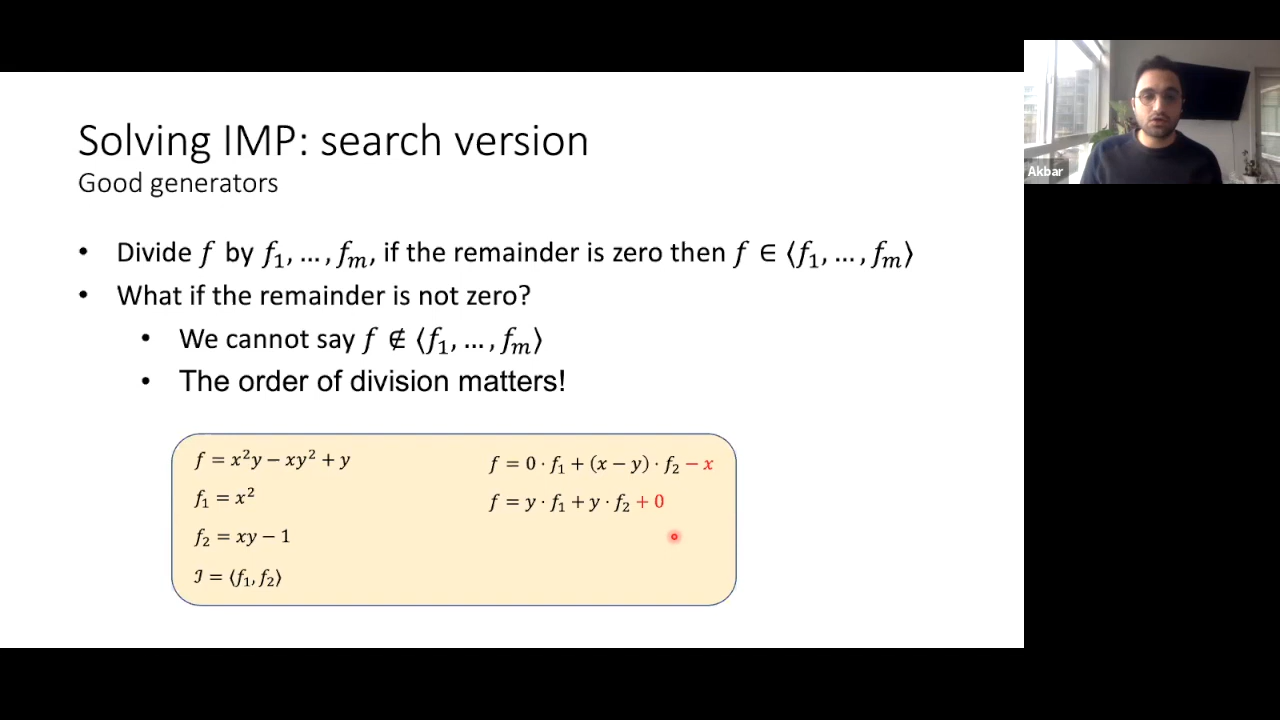 Solving IMP: search version
Good generators
• Divide f by f₁, … , fₘ, if the remainder is zero then f ∈ ⟨f₁, … , fₘ⟩
• What if the remainder is not zero?
• We cannot say f ∉ ⟨f₁, … , fₘ⟩
• The order of division matters!
f = x²y − xy² + y
f₁ = x²
f₂ = xy − 1
ℐ = ⟨f₁, f₂⟩
f = 0 · f₁ + (x − y) · f₂ − x
f = y · f₁ + y · f₂ + 0
Akbar